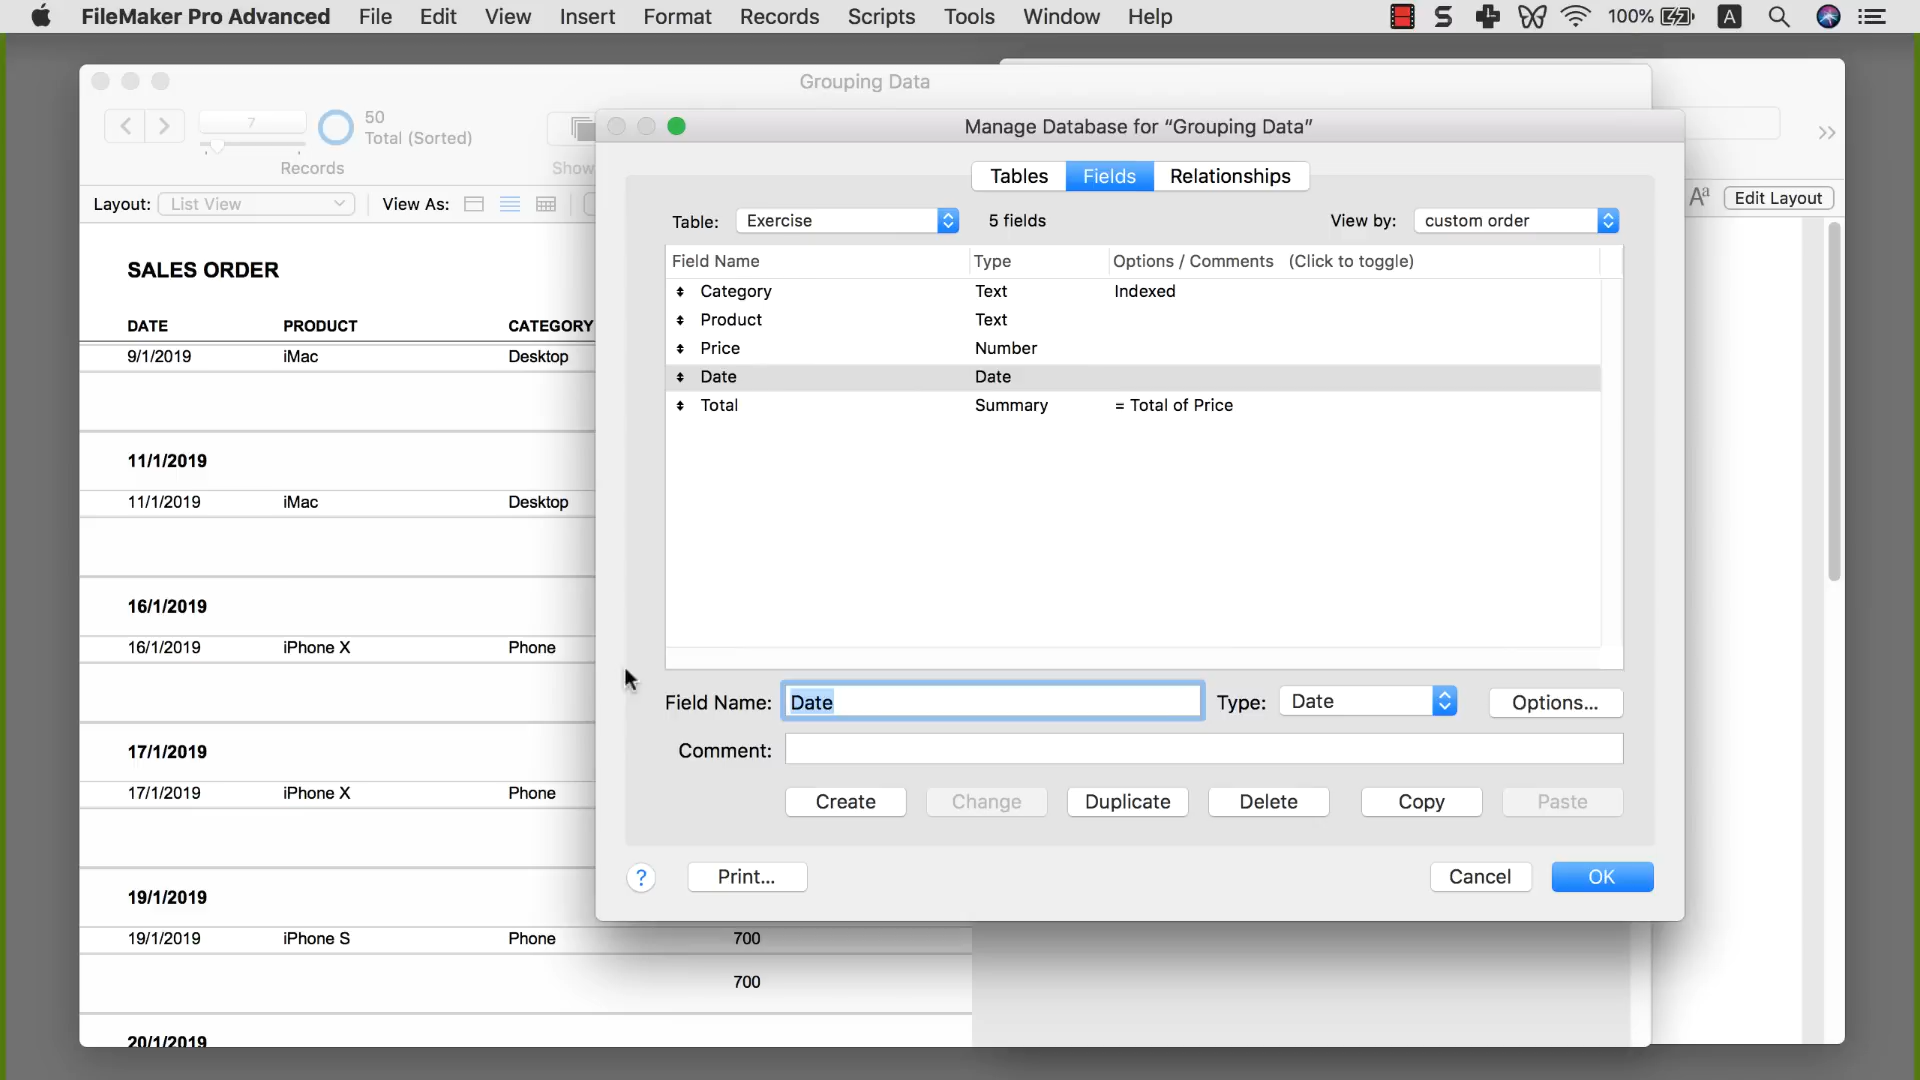 FileMaker Pro Advanced File Edit View Insert Format Records Scripts Tools Window Help S 100% A
Grouping Data
7 50
Total (Sorted)
Records
Layout: List View View As:
Aa Edit Layout
SALES ORDER
DATE PRODUCT CATEGORY
9/1/2019 iMac Desktop
11/1/2019
11/1/2019 iMac Desktop
16/1/2019
16/1/2019 iPhone X Phone
17/1/2019
17/1/2019 iPhone X Phone
19/1/2019
19/1/2019 iPhone S Phone 700
700
20/1/2019
Manage Database for “Grouping Data”
Tables Fields Relationships
Table: Exercise 5 fields View by: custom order
Field Name Type Options / Comments (Click to toggle)
Category Text Indexed
Product Text
Price Number
Date Date
Total Summary = Total of Price
Field Name: Date Type: Date Options...
Comment:
Create Change Duplicate Delete Copy Paste
? Print... Cancel OK